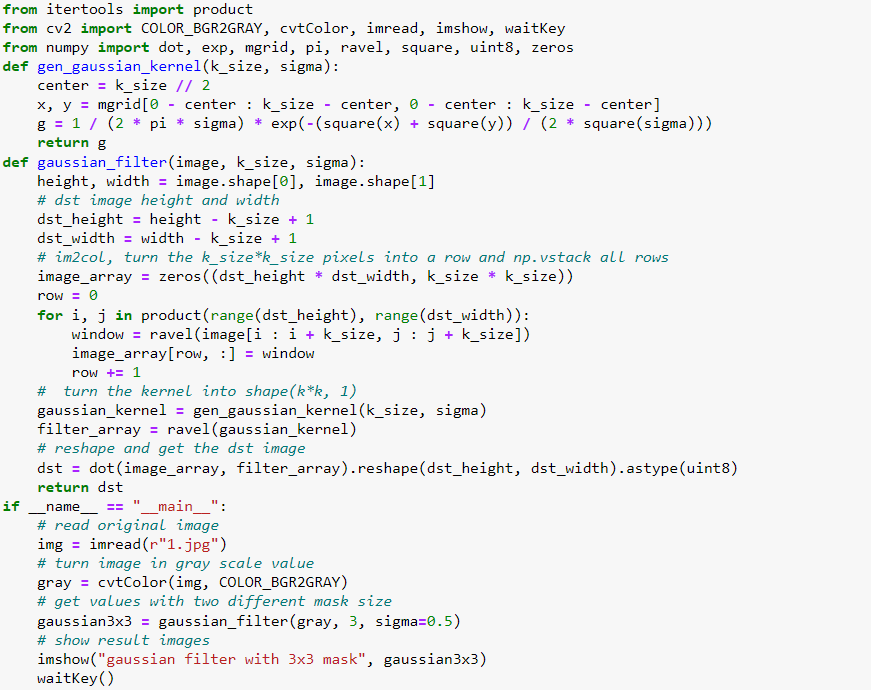 from itertools import product
from cv2 import COLOR_BGR2GRAY, cvtColor, imread, imshow, waitKey
from numpy import dot, exp, mgrid, pi, ravel, square, uint8, zeros
def gen_gaussian_kernel(k_size, sigma):
    center = k_size // 2
    x, y = mgrid[0 - center : k_size - center, 0 - center : k_size - center]
    g = 1 / (2 * pi * sigma) * exp(-(square(x) + square(y)) / (2 * square(sigma)))
    return g
def gaussian_filter(image, k_size, sigma):
    height, width = image.shape[0], image.shape[1]
    # dst image height and width
    dst_height = height - k_size + 1
    dst_width = width - k_size + 1
    # im2col, turn the k_size*k_size pixels into a row and np.vstack all rows
    image_array = zeros((dst_height * dst_width, k_size * k_size))
    row = 0
    for i, j in product(range(dst_height), range(dst_width)):
        window = ravel(image[i : i + k_size, j : j + k_size])
        image_array[row, :] = window
        row += 1
    #  turn the kernel into shape(k*k, 1)
    gaussian_kernel = gen_gaussian_kernel(k_size, sigma)
    filter_array = ravel(gaussian_kernel)
    # reshape and get the dst image
    dst = dot(image_array, filter_array).reshape(dst_height, dst_width).astype(uint8)
    return dst
if __name__ == "__main__":
    # read original image
    img = imread(r"1.jpg")
    # turn image in gray scale value
    gray = cvtColor(img, COLOR_BGR2GRAY)
    # get values with two different mask size
    gaussian3x3 = gaussian_filter(gray, 3, sigma=0.5)
    # show result images
    imshow("gaussian filter with 3x3 mask", gaussian3x3)
    waitKey()